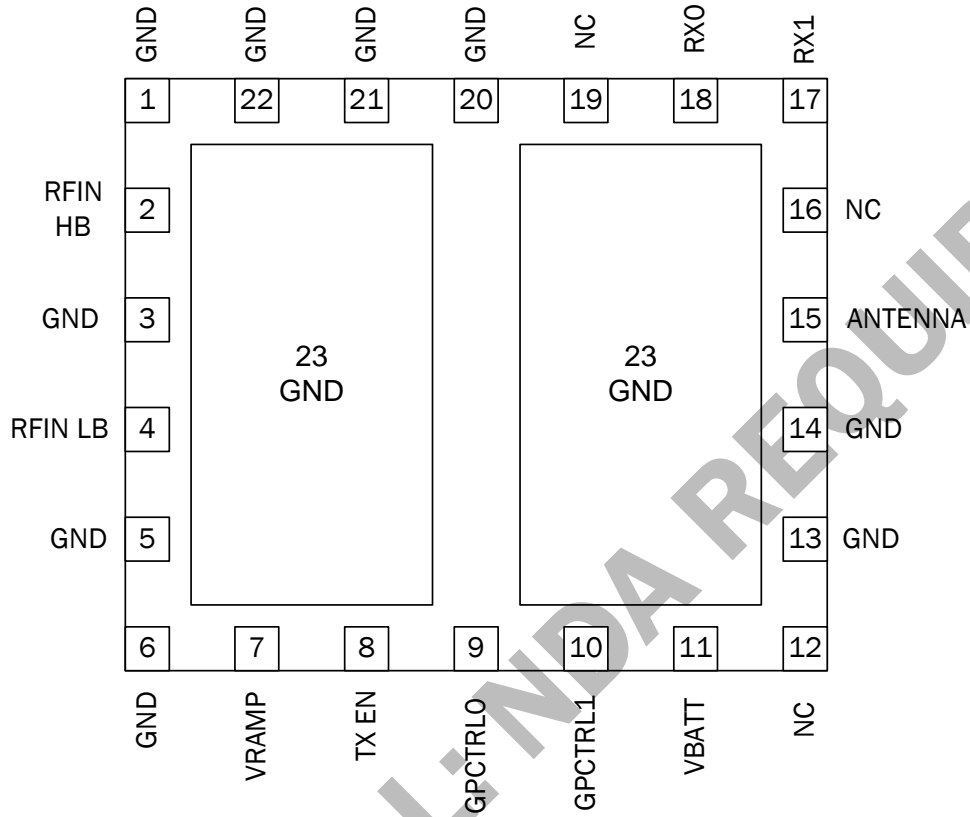 GND GND GND GND NC RX0 RX1
1 22 21 20 19 18 17
RFIN
HB
2
16 NC
GND 3
15 ANTENNA
23
GND
23
GND
RFIN LB 4
14 GND
GND 5
13 GND
6 7 8 9 10 11 12
GND VRAMP TX EN GPCTRL0 GPCTRL1 VBATT NC
L: NDA REQUI